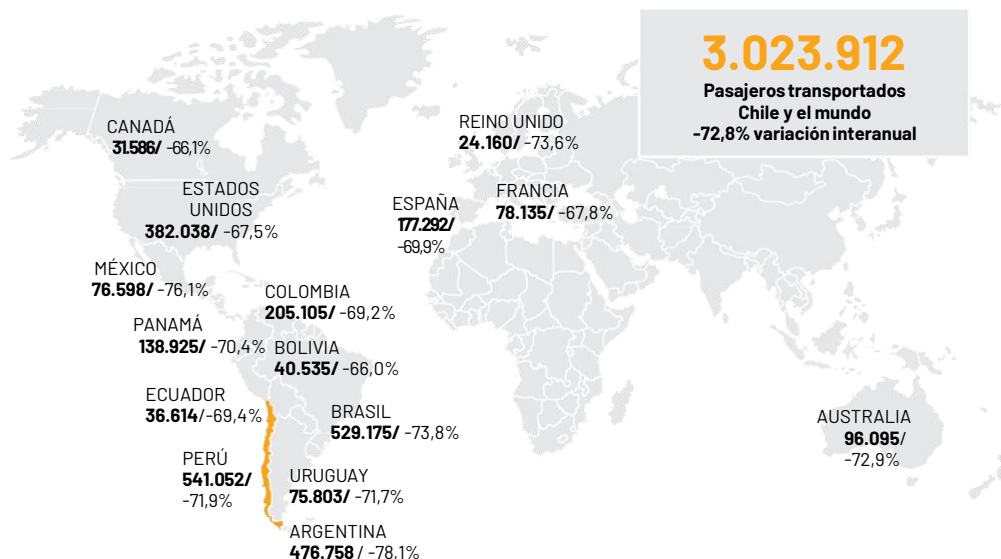 3.023.912
Pasajeros transportados
Chile y el mundo
-72,8% variación interanual
CANADÁ
31.586/ -66,1%
ESTADOS
UNIDOS
382.038/ -67,5%
MÉXICO
76.598/ -76,1%
REINO UNIDO
24.160/ -73,6%
ESPAÑA
177.292/
-69,9%
FRANCIA
78.135/ -67,8%
COLOMBIA
205.105/ -69,2%
PANAMÁ
138.925/ -70,4%
BOLIVIA
40.535/ -66,0%
ECUADOR
36.614/-69,4%
BRASIL
529.175/ -73,8%
PERÚ
541.052/
-71,9%
URUGUAY
75.803/ -71,7%
ARGENTINA
476.758 / -78,1%
AUSTRALIA
96.095/
-72,9%